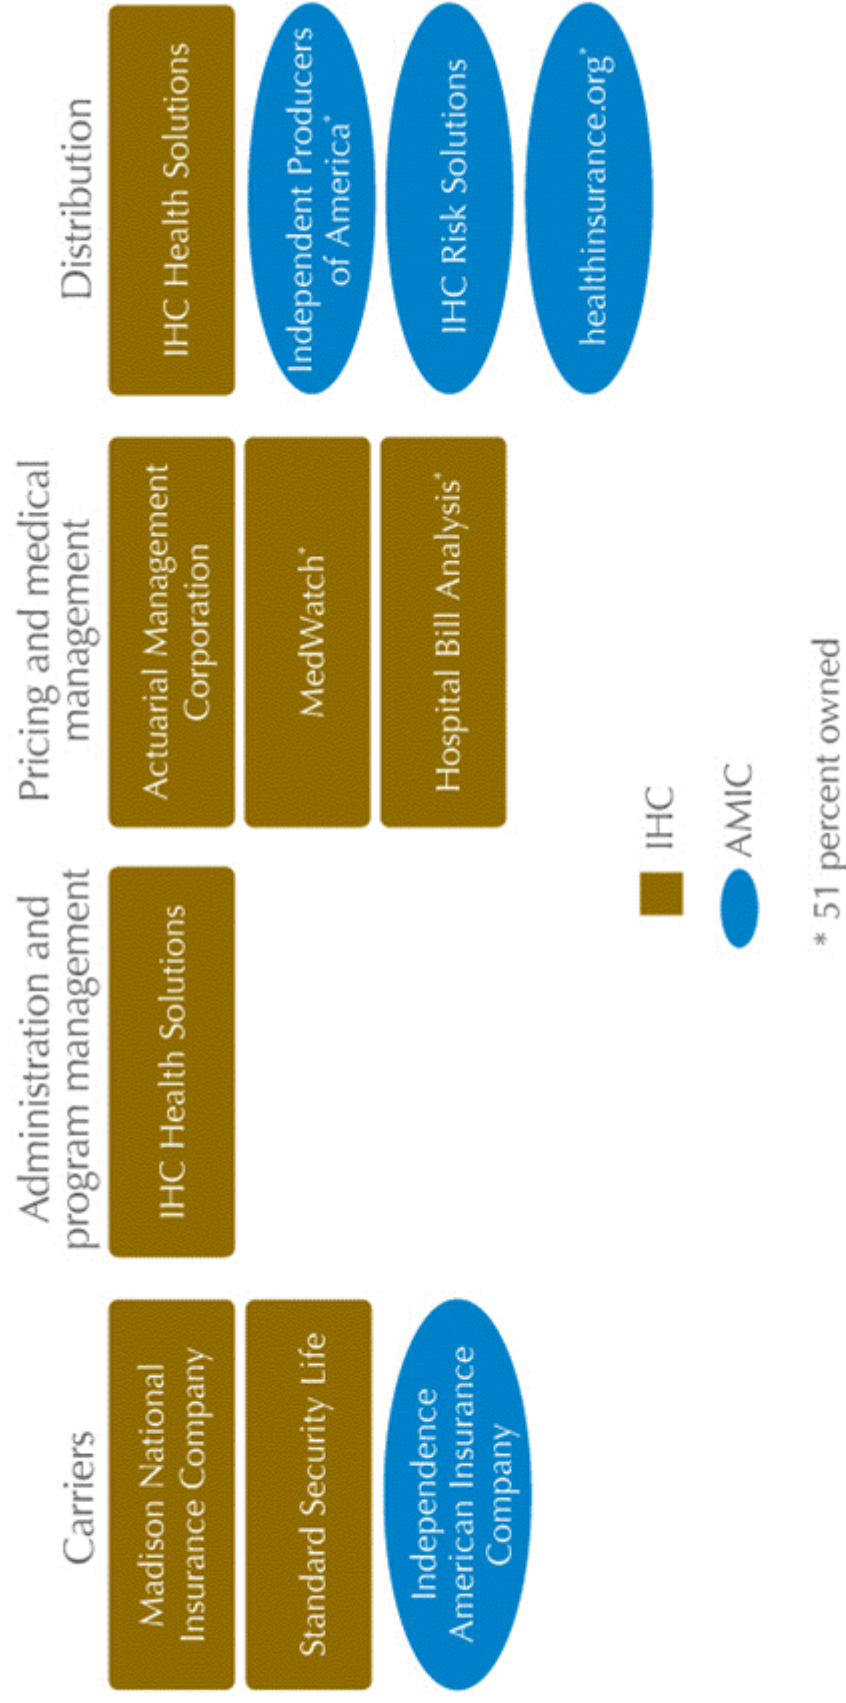 Carriers
Madison National
Insurance Company
Standard Security Life
Independence
American Insurance
Company
Administration and
program management
IHC Health Solutions
Pricing and medical
management
Actuarial Management
Corporation
MedWatch*
Hospital Bill Analysis*
Distribution
IHC Health Solutions
Independent Producers
of America*
IHC Risk Solutions
healthinsurance.org*
IHC
AMIC
* 51 percent owned